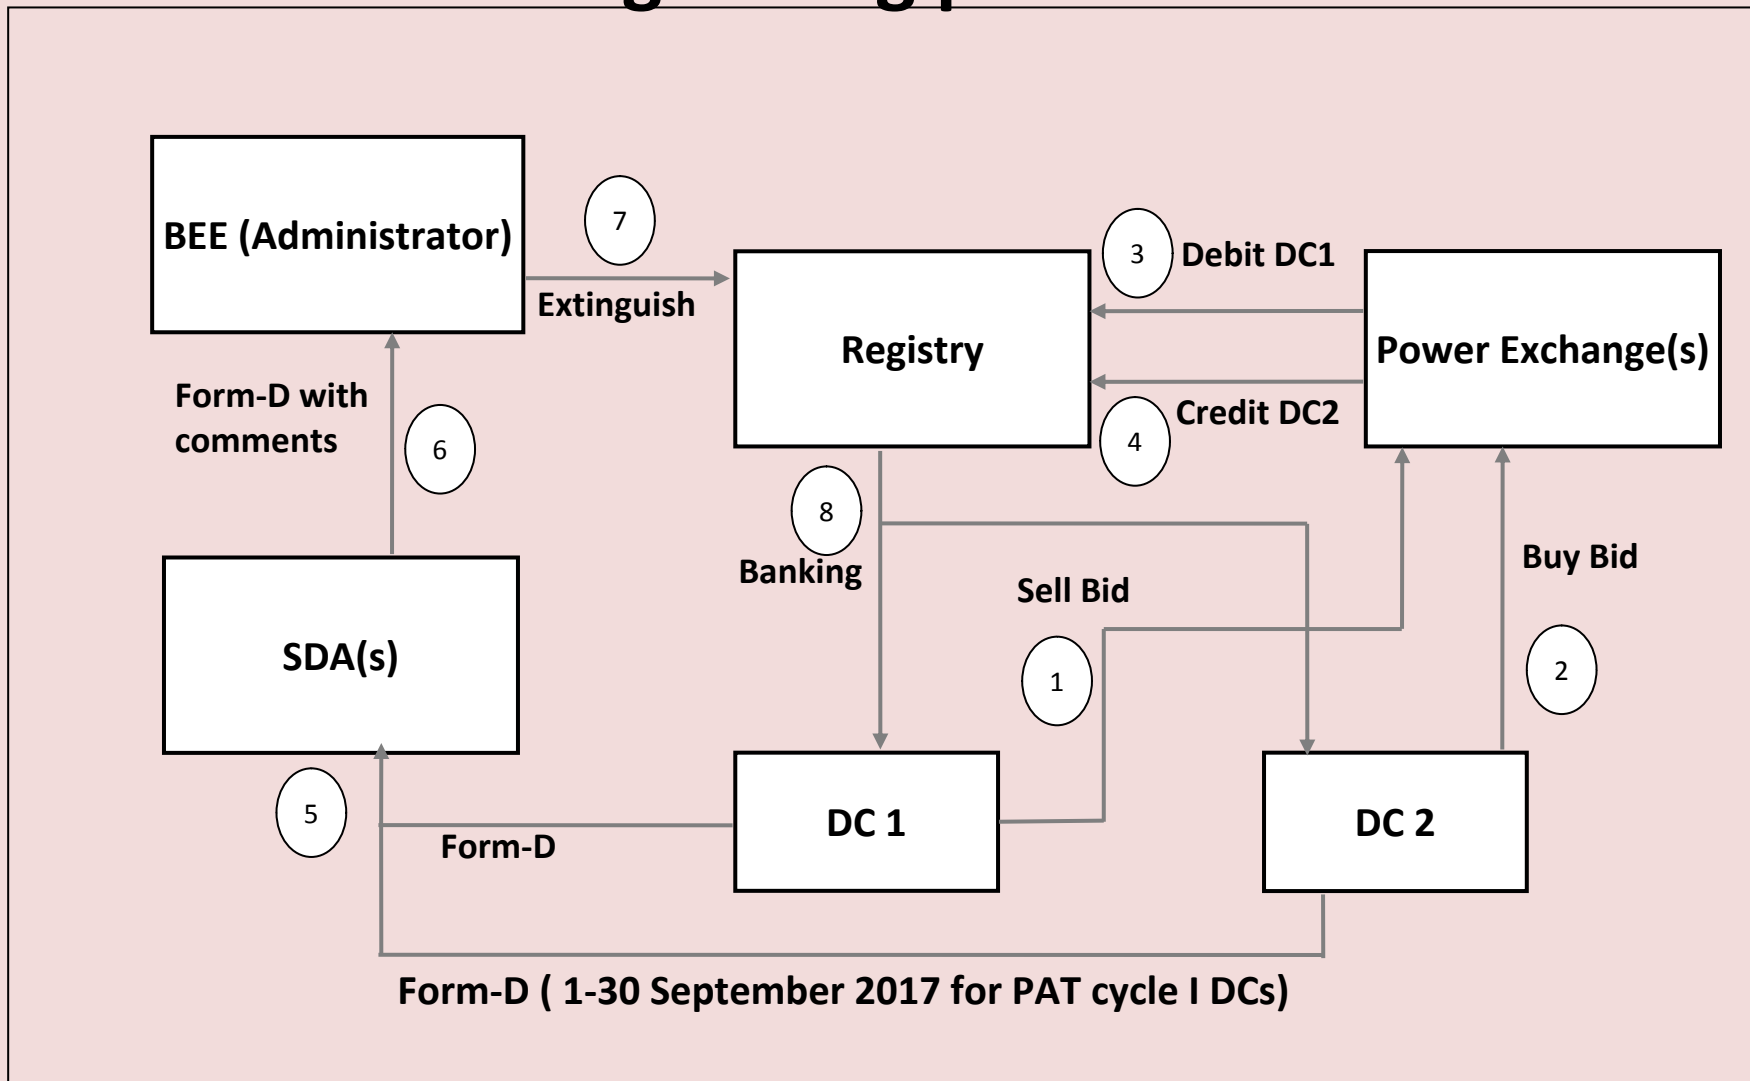 BEE (Administrator)
7
Extinguish
3
Debit DC1
Registry
Power Exchange(s)
Form-D with
comments
6
4
Credit DC2
8
Banking
Sell Bid
Buy Bid
SDA(s)
1
2
5
Form-D
DC 1
DC 2
Form-D ( 1-30 September 2017 for PAT cycle I DCs)